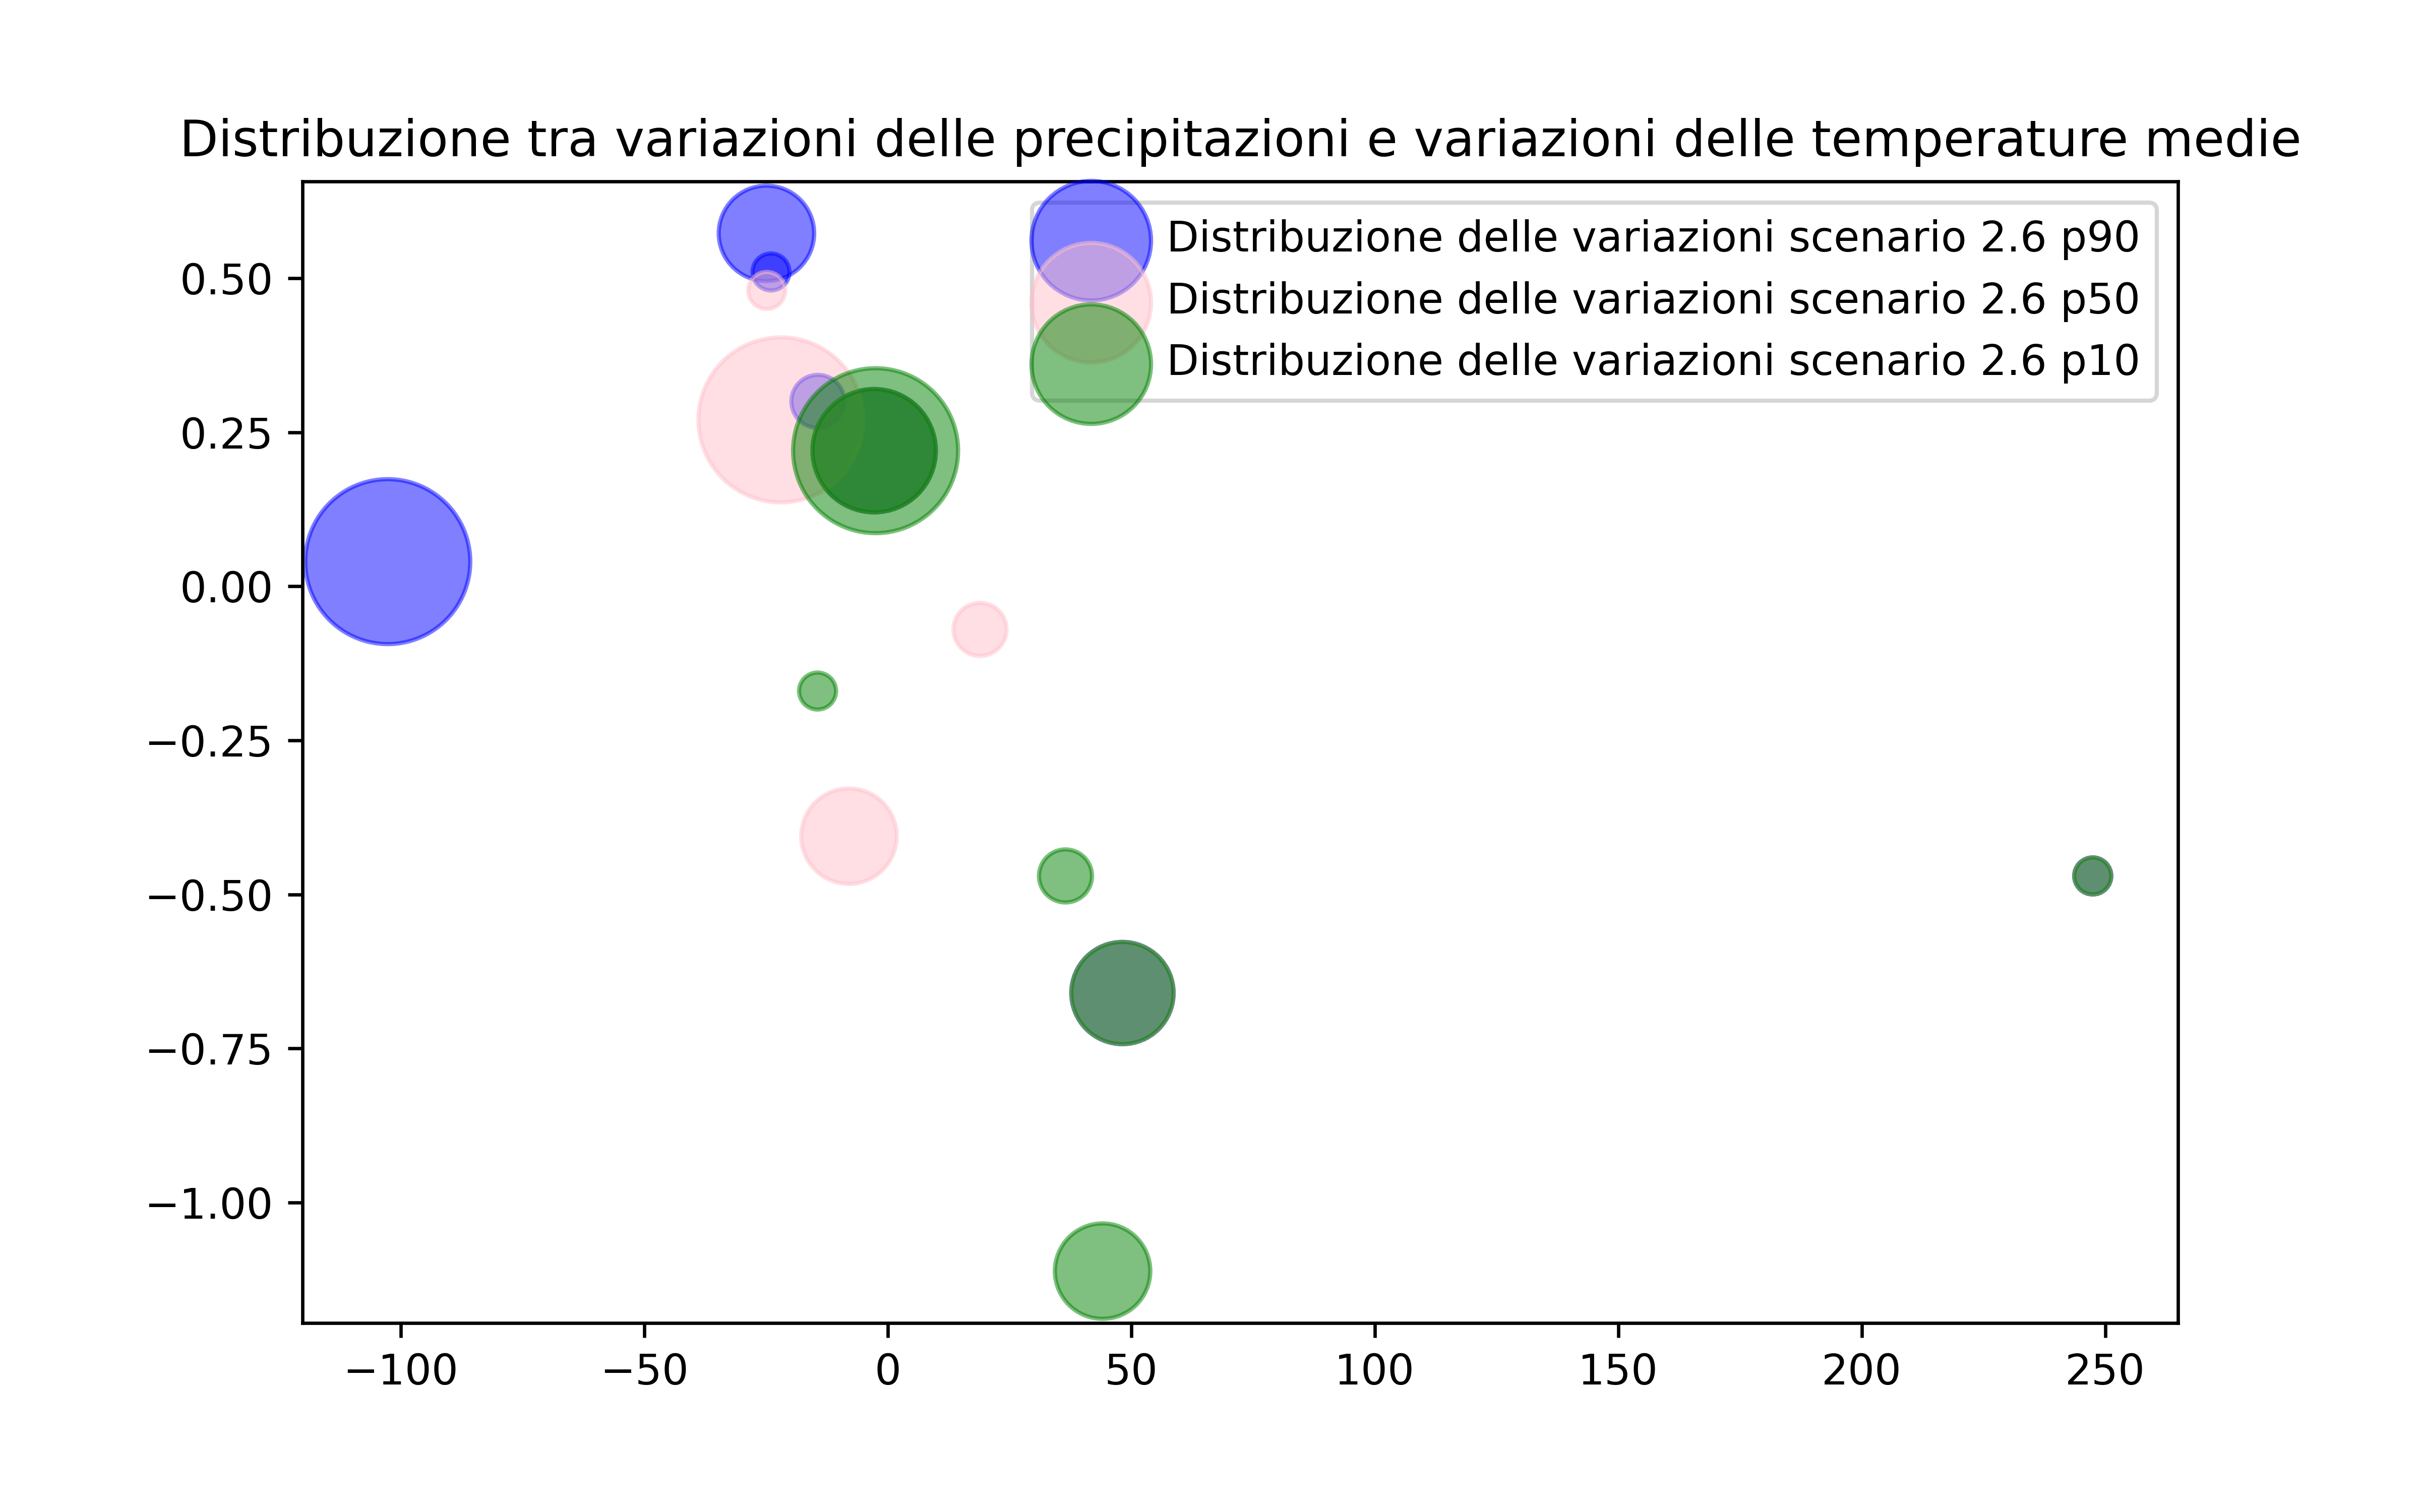 Distribuzione tra variazioni delle precipitazioni e variazioni delle temperature medie
Distribuzione delle variazioni scenario 2.6 p90
Distribuzione delle variazioni scenario 2.6 p50
Distribuzione delle variazioni scenario 2.6 p10
0.50
0.25
0.00
−0.25
−0.50
−0.75
−1.00
−100 −50 0 50 100 150 200 250